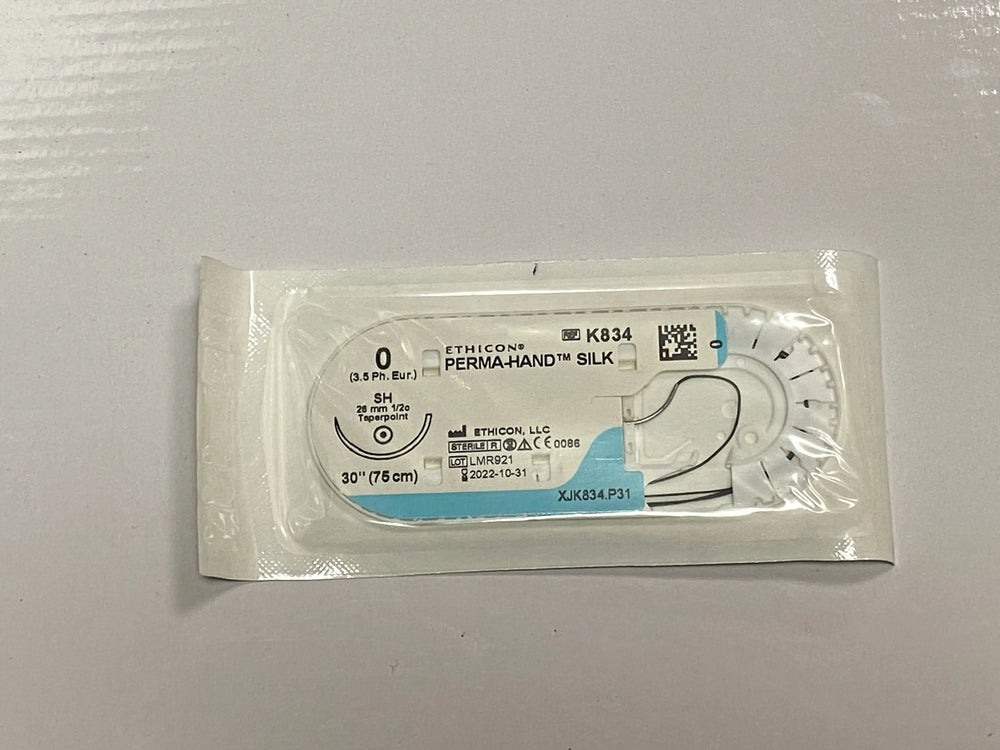 0
(3.5 Ph. Eur.)
ETHICON®
PERMA-HAND™ SILK
REF K834
0
SH
26 mm 1/2c
Taperpoint
30" (75 cm)
ETHICON, LLC
STERILE R 2 CE 0086
LOT LMR921
2022-10-31
XJK834.P31